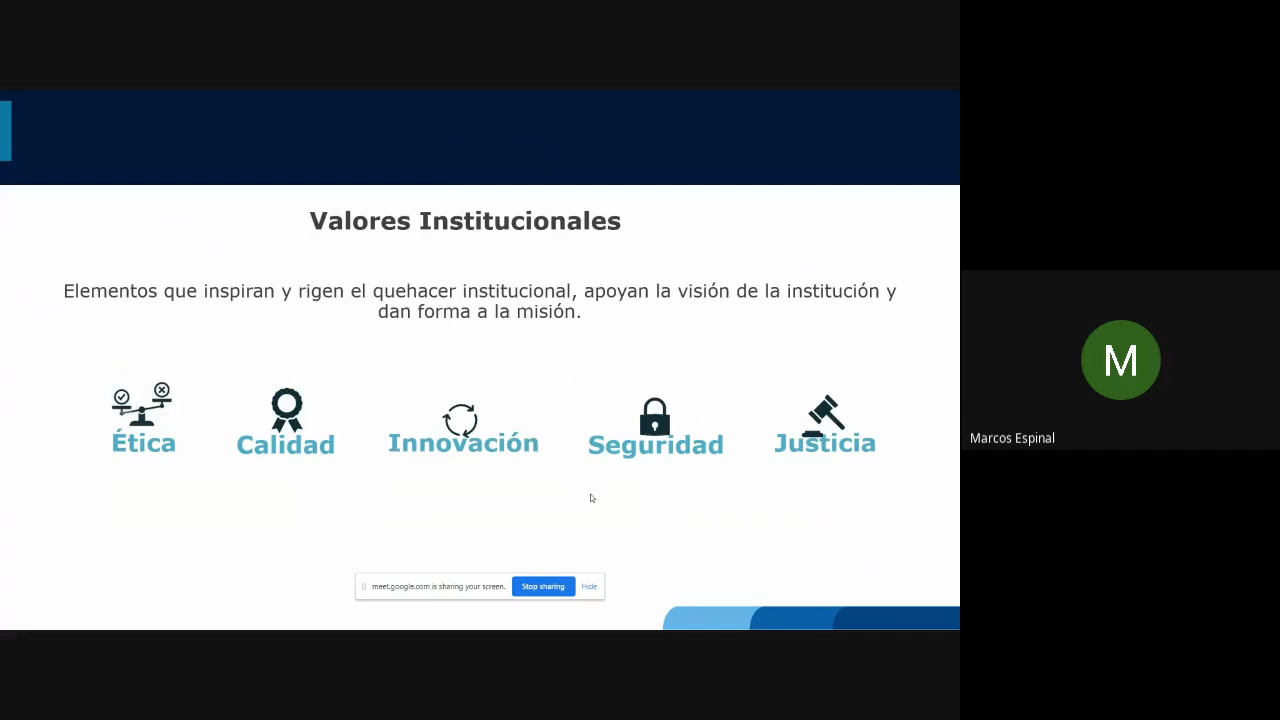 Valores Institucionales
Elementos que inspiran y rigen el quehacer institucional, apoyan la visión de la institución y
dan forma a la misión.
Ética Calidad Innovación Seguridad Justicia
M
Marcos Espinal
meet.google.com is sharing your screen. Stop sharing Hide